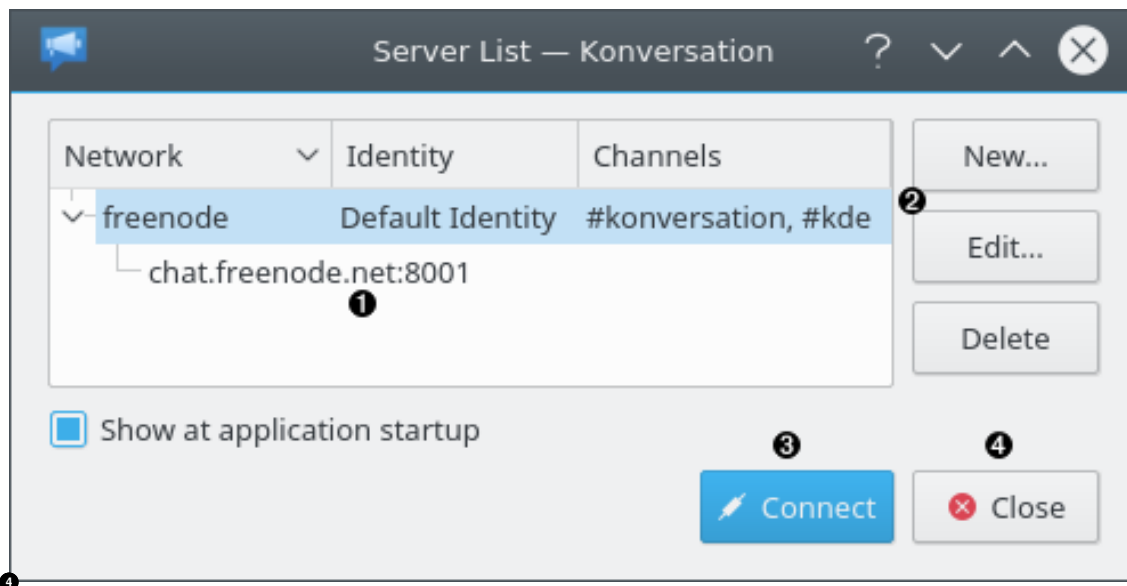 Server List — Konversation
Network Identity Channels New...
❷
freenode Default Identity #konversation, #kde
Edit...
chat.freenode.net:8001
❶
Delete
Show at application startup
❸ ❹
Connect Close
❹